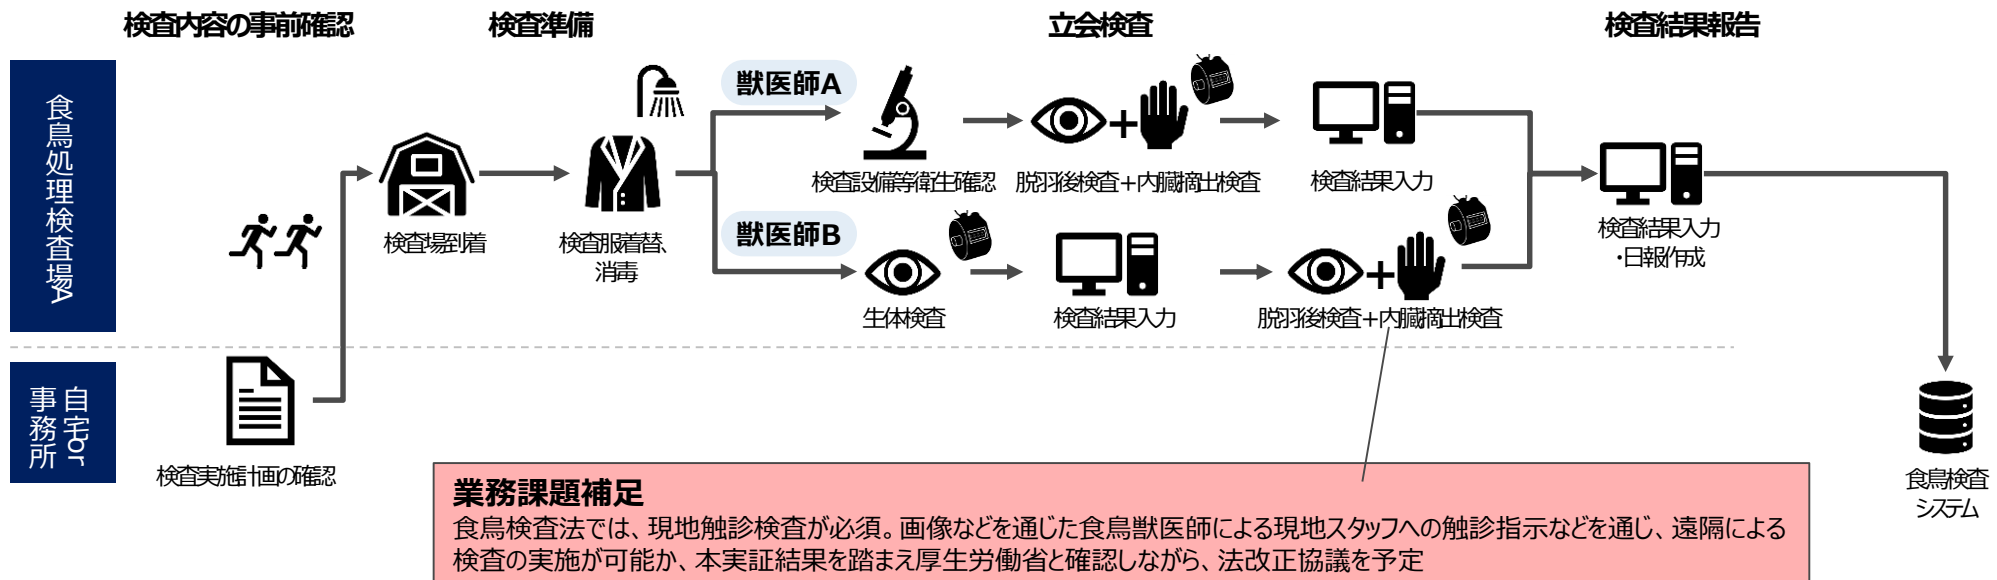 検査内容の事前確認
検査準備
立会検査
検査結果報告
食鳥処理検査場A
獣医師A
検査設備等衛生確認
脱羽後検査+内臓摘出検査
検査結果入力
検査場到着
検査服着替、
消毒
獣医師B
生体検査
検査結果入力
脱羽後検査+内臓摘出検査
検査結果入力
・日報作成
自宅or
事務所
検査実施計画の確認
食鳥検査
システム
業務課題補足
食鳥検査法では、現地触診検査が必須。画像などを通じた食鳥獣医師による現地スタッフへの触診指示などを通じ、遠隔による
検査の実施が可能か、本実証結果を踏まえ厚生労働省と確認しながら、法改正協議を予定